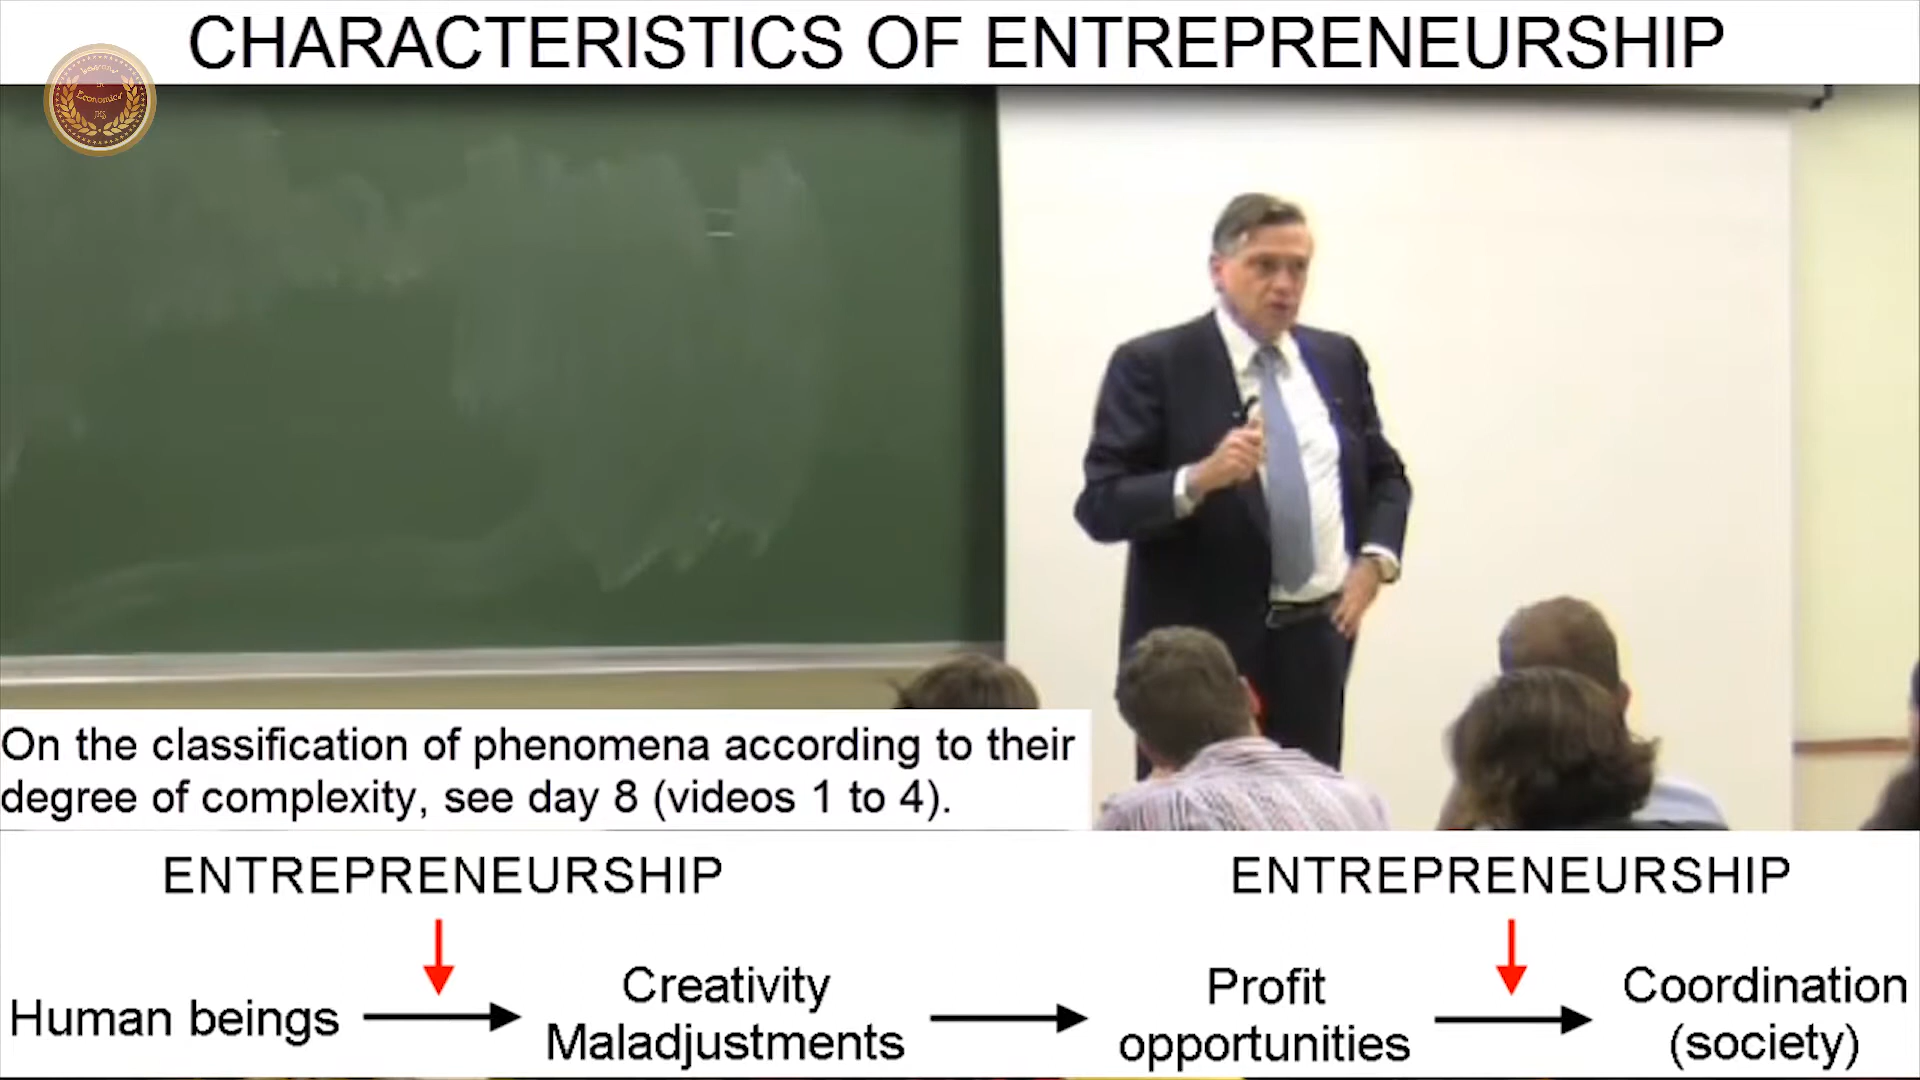 CHARACTERISTICS OF ENTREPRENEURSHIP
Economics
On the classification of phenomena according to their
degree of complexity, see day 8 (videos 1 to 4).
ENTREPRENEURSHIP
ENTREPRENEURSHIP
Human beings
Creativity
Maladjustments
Profit
opportunities
Coordination
(society)